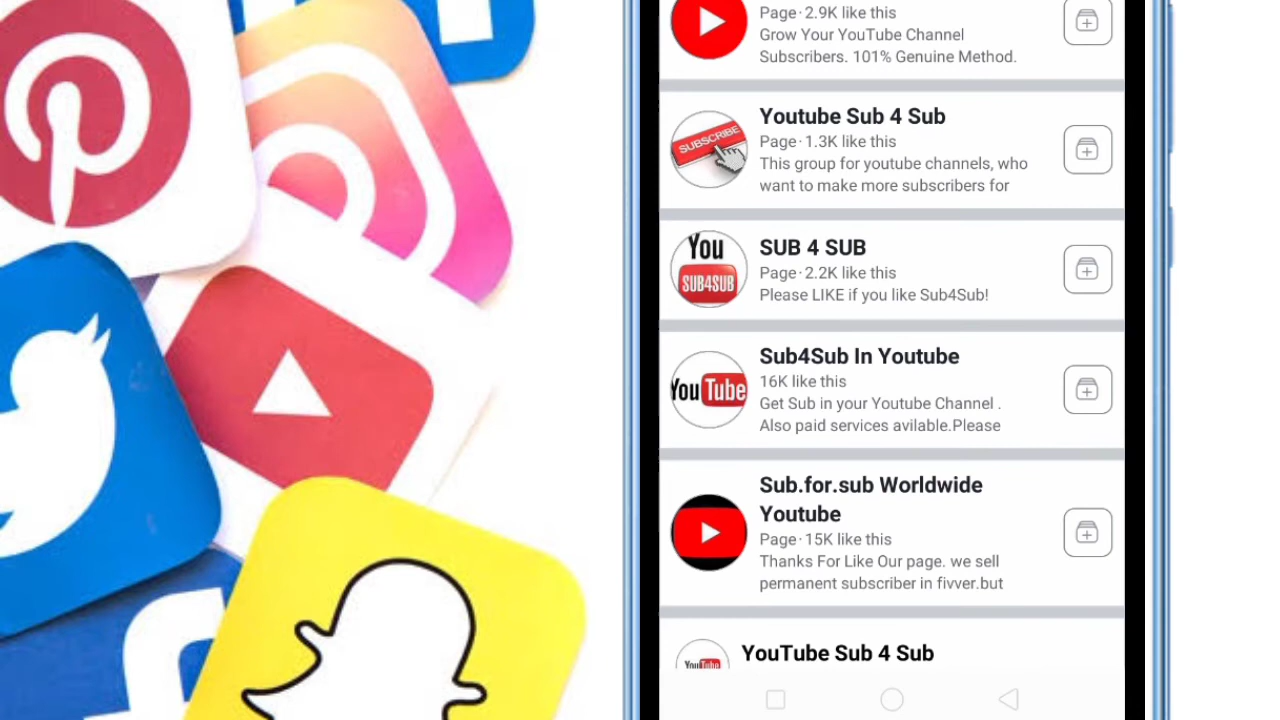 Page · 2.9K like this
Grow Your YouTube Channel
Subscribers. 101% Genuine Method.
SUBSCRIBE
Youtube Sub 4 Sub
Page · 1.3K like this
This group for youtube channels, who
want to make more subscribers for
You
SUB4SUB
SUB 4 SUB
Page · 2.2K like this
Please LIKE if you like Sub4Sub!
YouTube
Sub4Sub In Youtube
16K like this
Get Sub in your Youtube Channel .
Also paid services avilable.Please
Sub.for.sub Worldwide
Youtube
Page · 15K like this
Thanks For Like Our page. we sell
permanent subscriber in fivver.but
YouTube
YouTube Sub 4 Sub